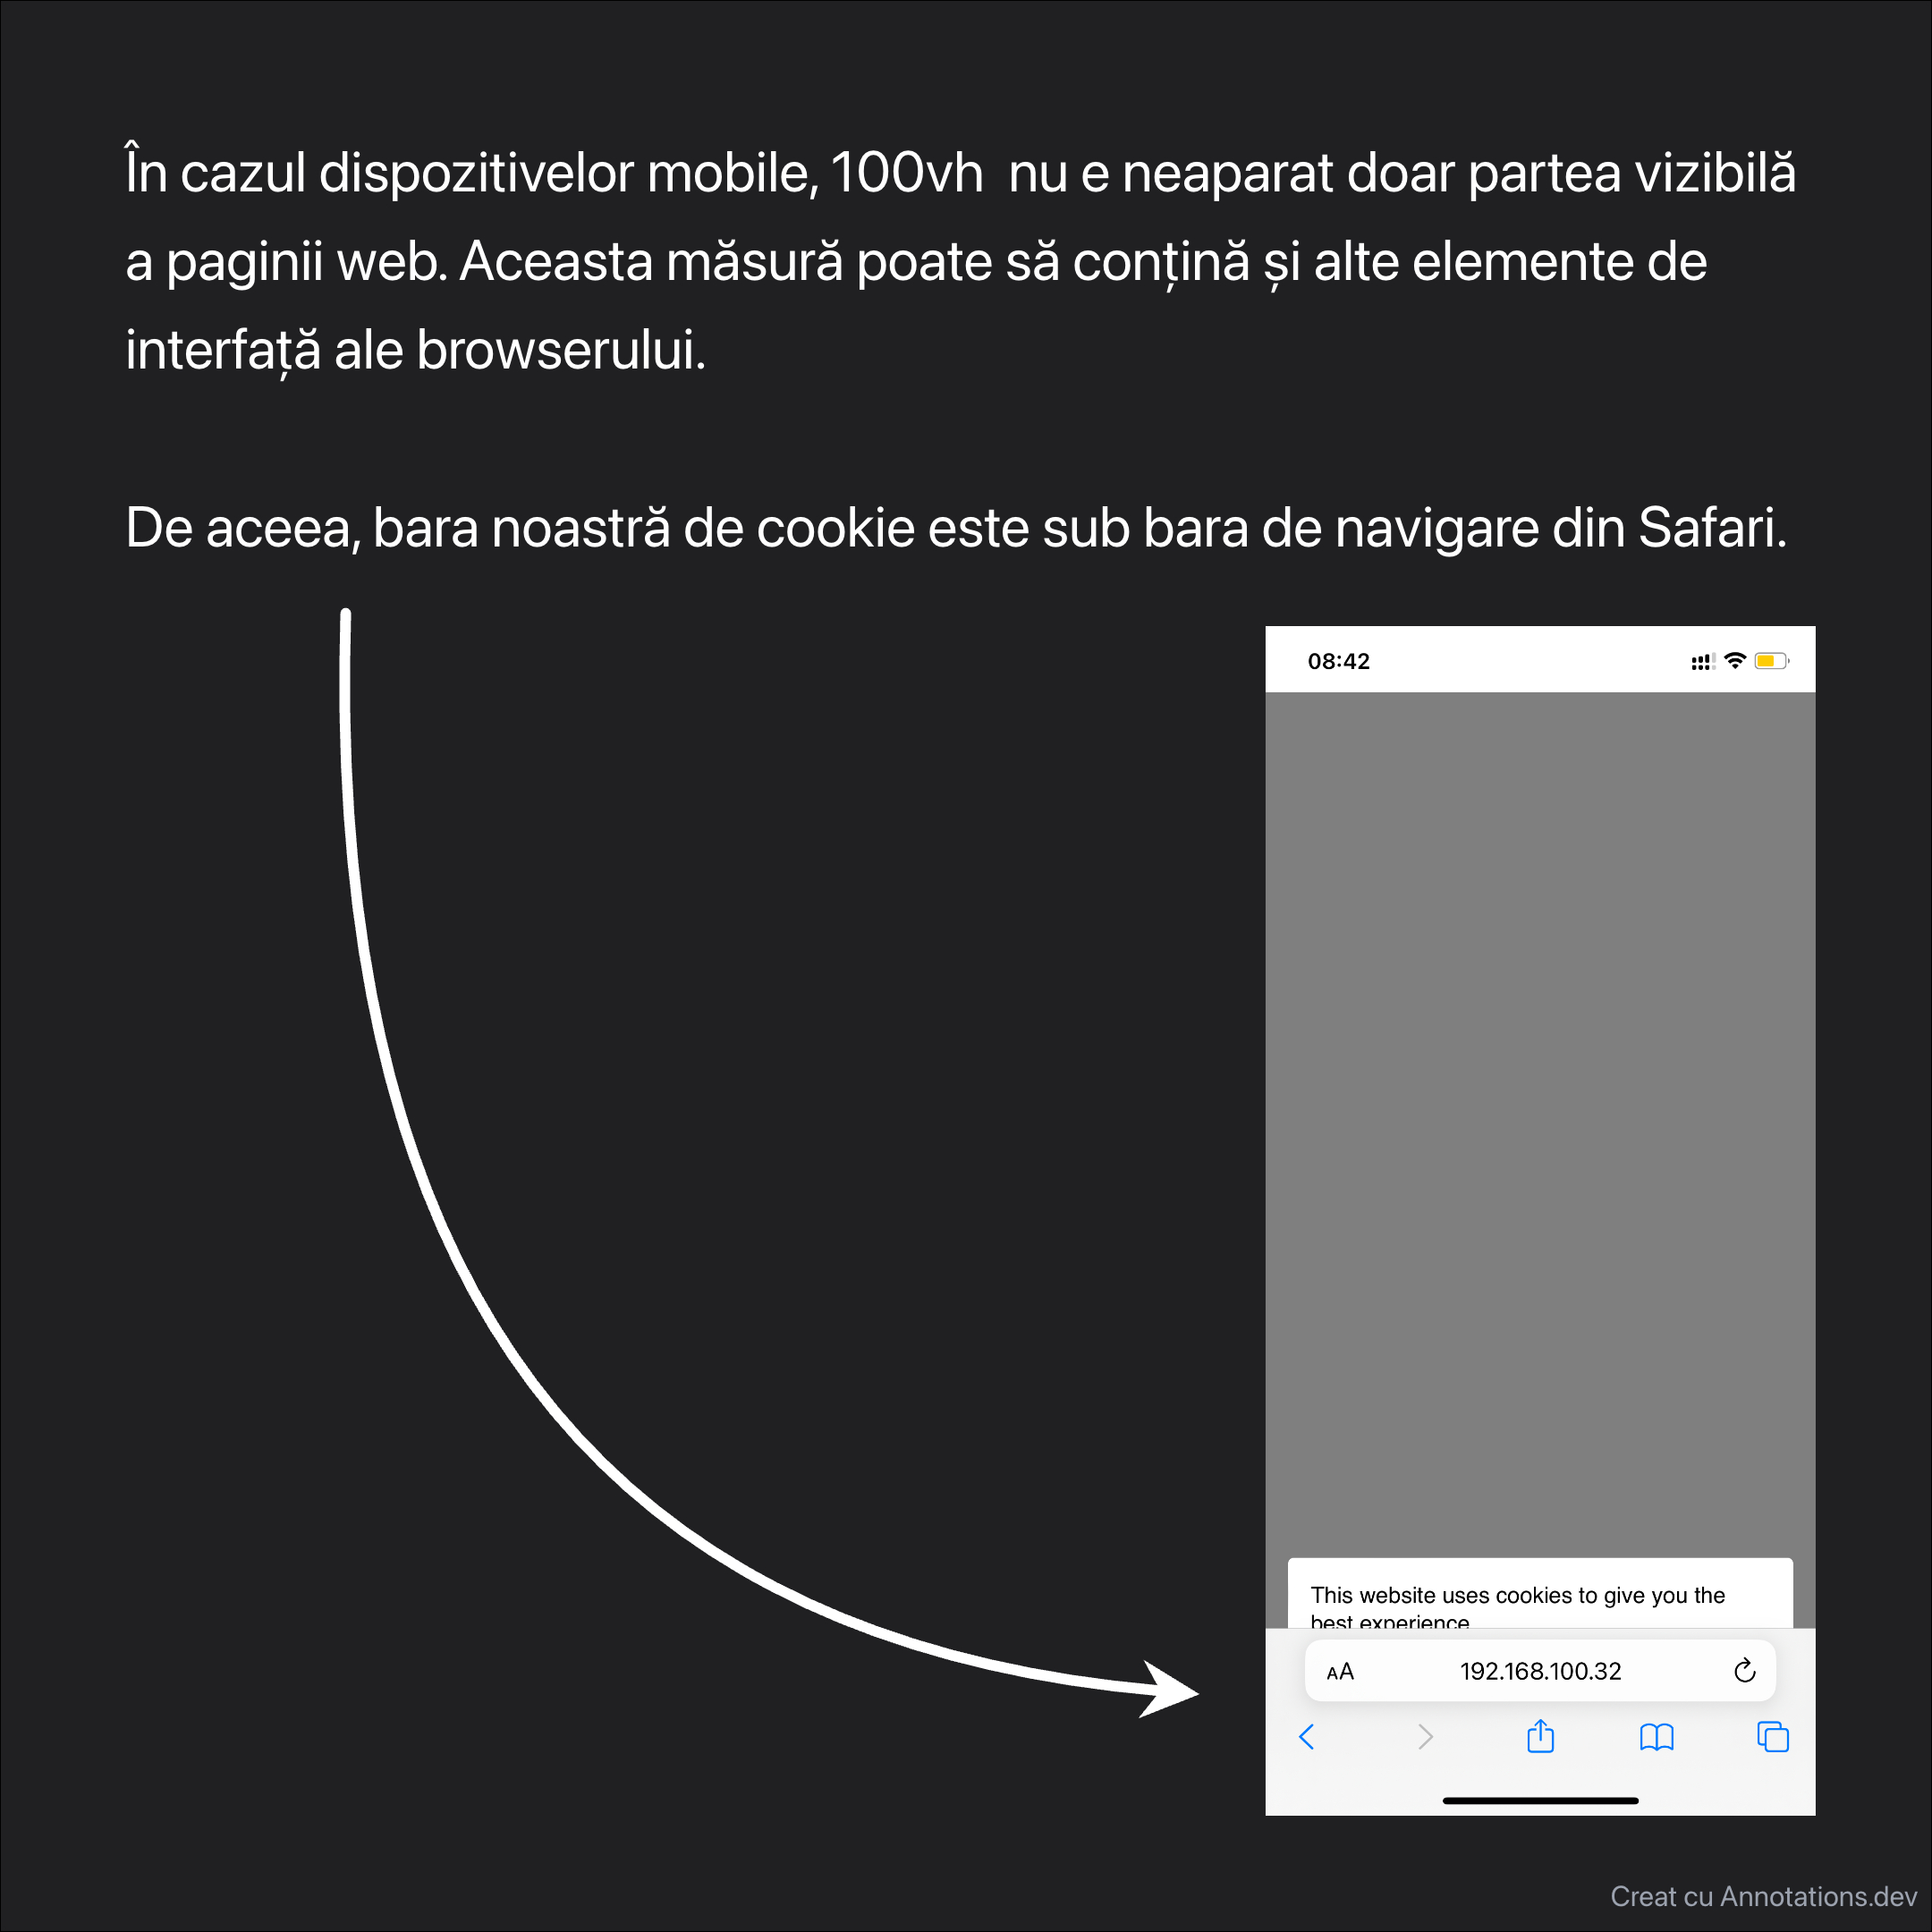 În cazul dispozitivelor mobile, 100vh  nu e neaparat doar partea vizibilă
a paginii web. Aceasta măsură poate să conțină și alte elemente de
interfață ale browserului.
De aceea, bara noastră de cookie este sub bara de navigare din Safari.
08:42
This website uses cookies to give you the
best experience
AA 192.168.100.32
Creat cu Annotations.dev